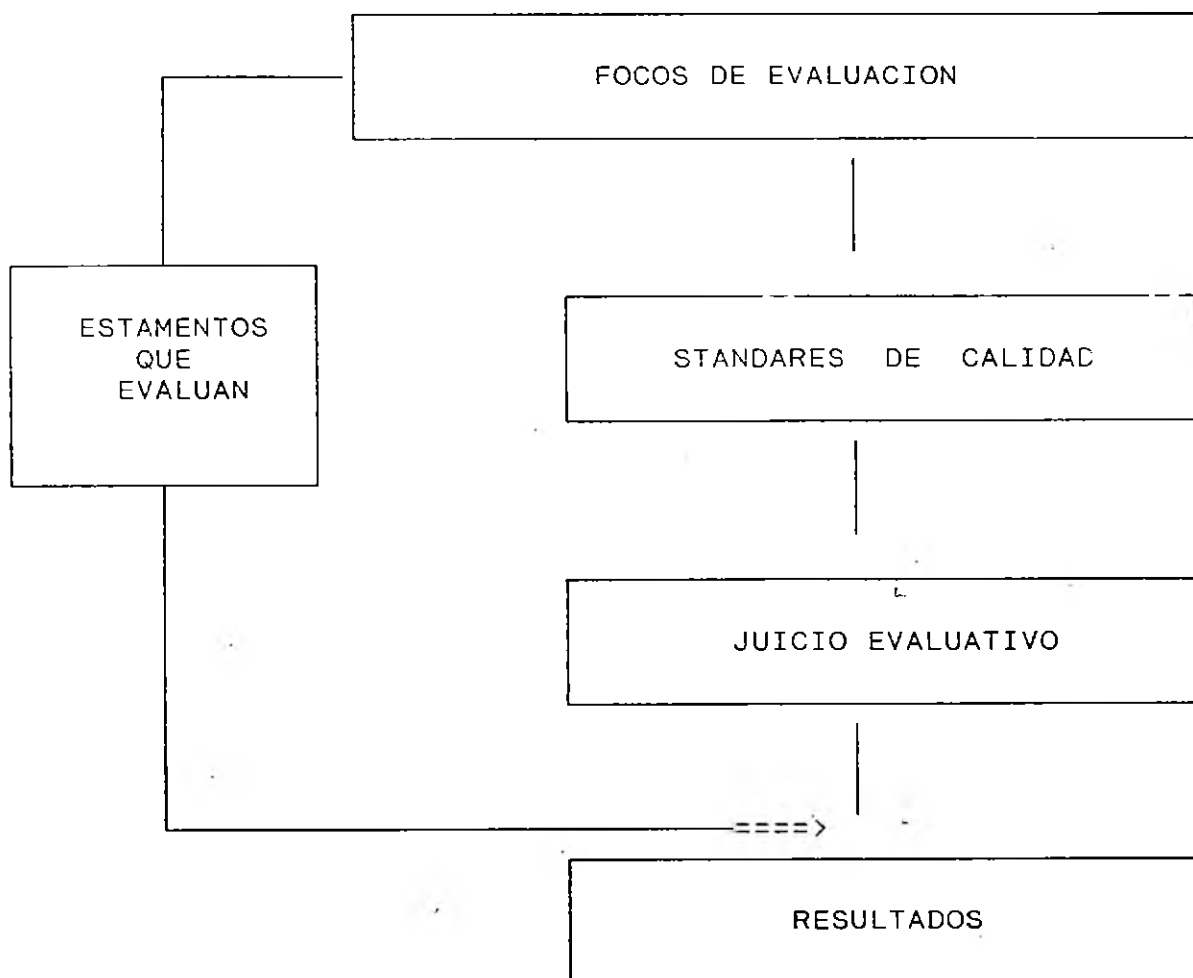 FOCOS DE EVALUACION
ESTAMENTOS
QUE
EVALUAN
STANDARES DE CALIDAD
JUICIO EVALUATIVO
====>
RESULTADOS